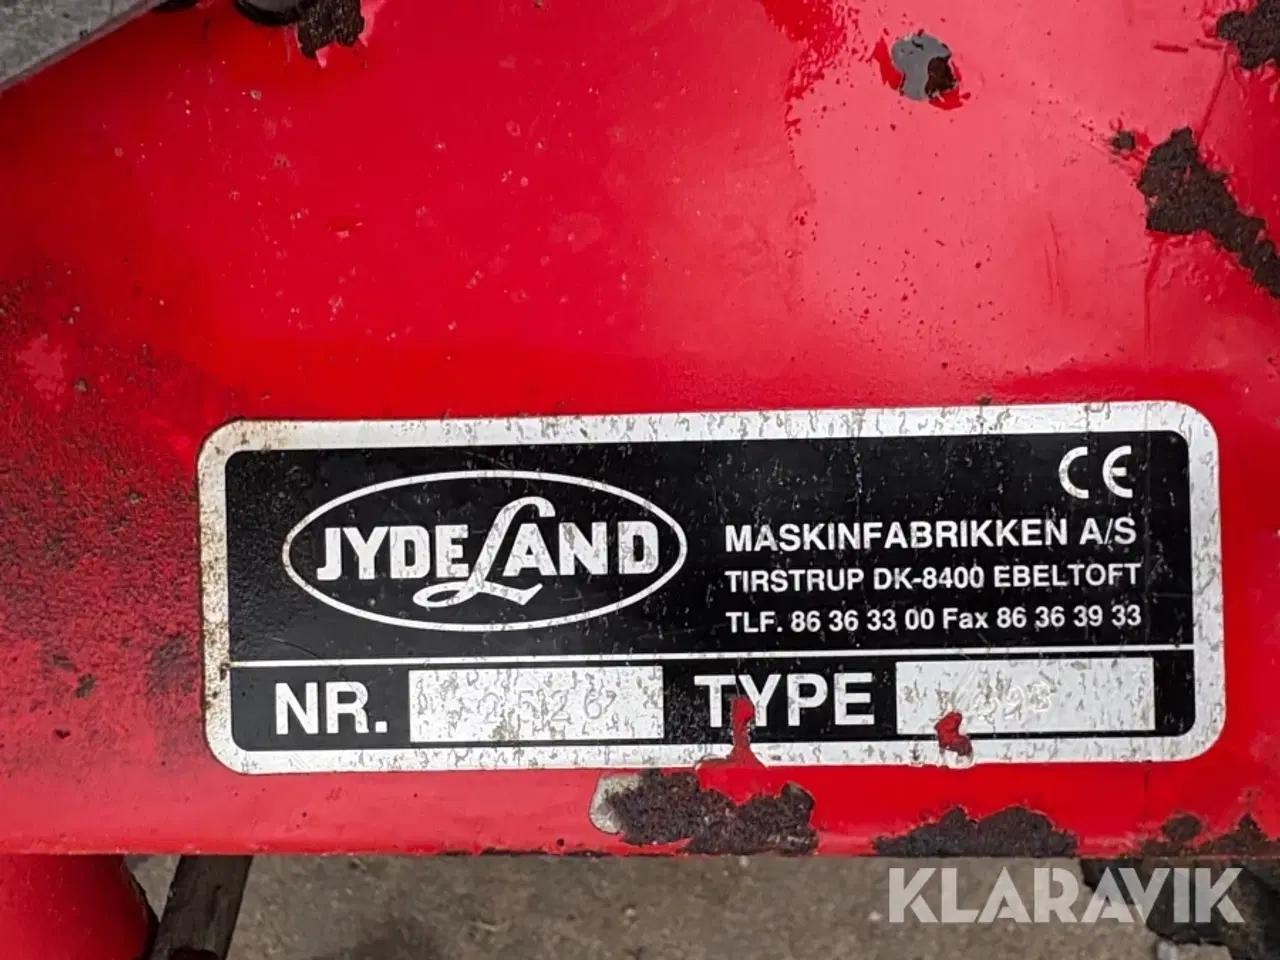 CE
JYDELAND
MASKINFABRIKKEN A/S
TIRSTRUP DK-8400 EBELTOFT
TLF. 86 36 33 00 Fax 86 36 39 33
NR.
TYPE
KLARAVIK